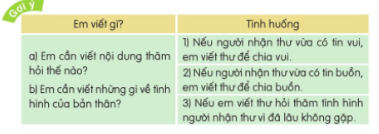 Gợi ý
Em viết gì?
Tình huống
a) Em cần viết nội dung thăm
hỏi thế nào?
b) Em cần viết những gì về tình
hình của bản thân?
1) Nếu người nhận thư vừa có tin vui,
em viết thư để chia vui.
2) Nếu người nhận thư vừa có tin buồn,
em viết thư để chia buồn.
3) Nếu em viết thư hỏi thăm tình hình
người nhận thư vì đã lâu không gặp.